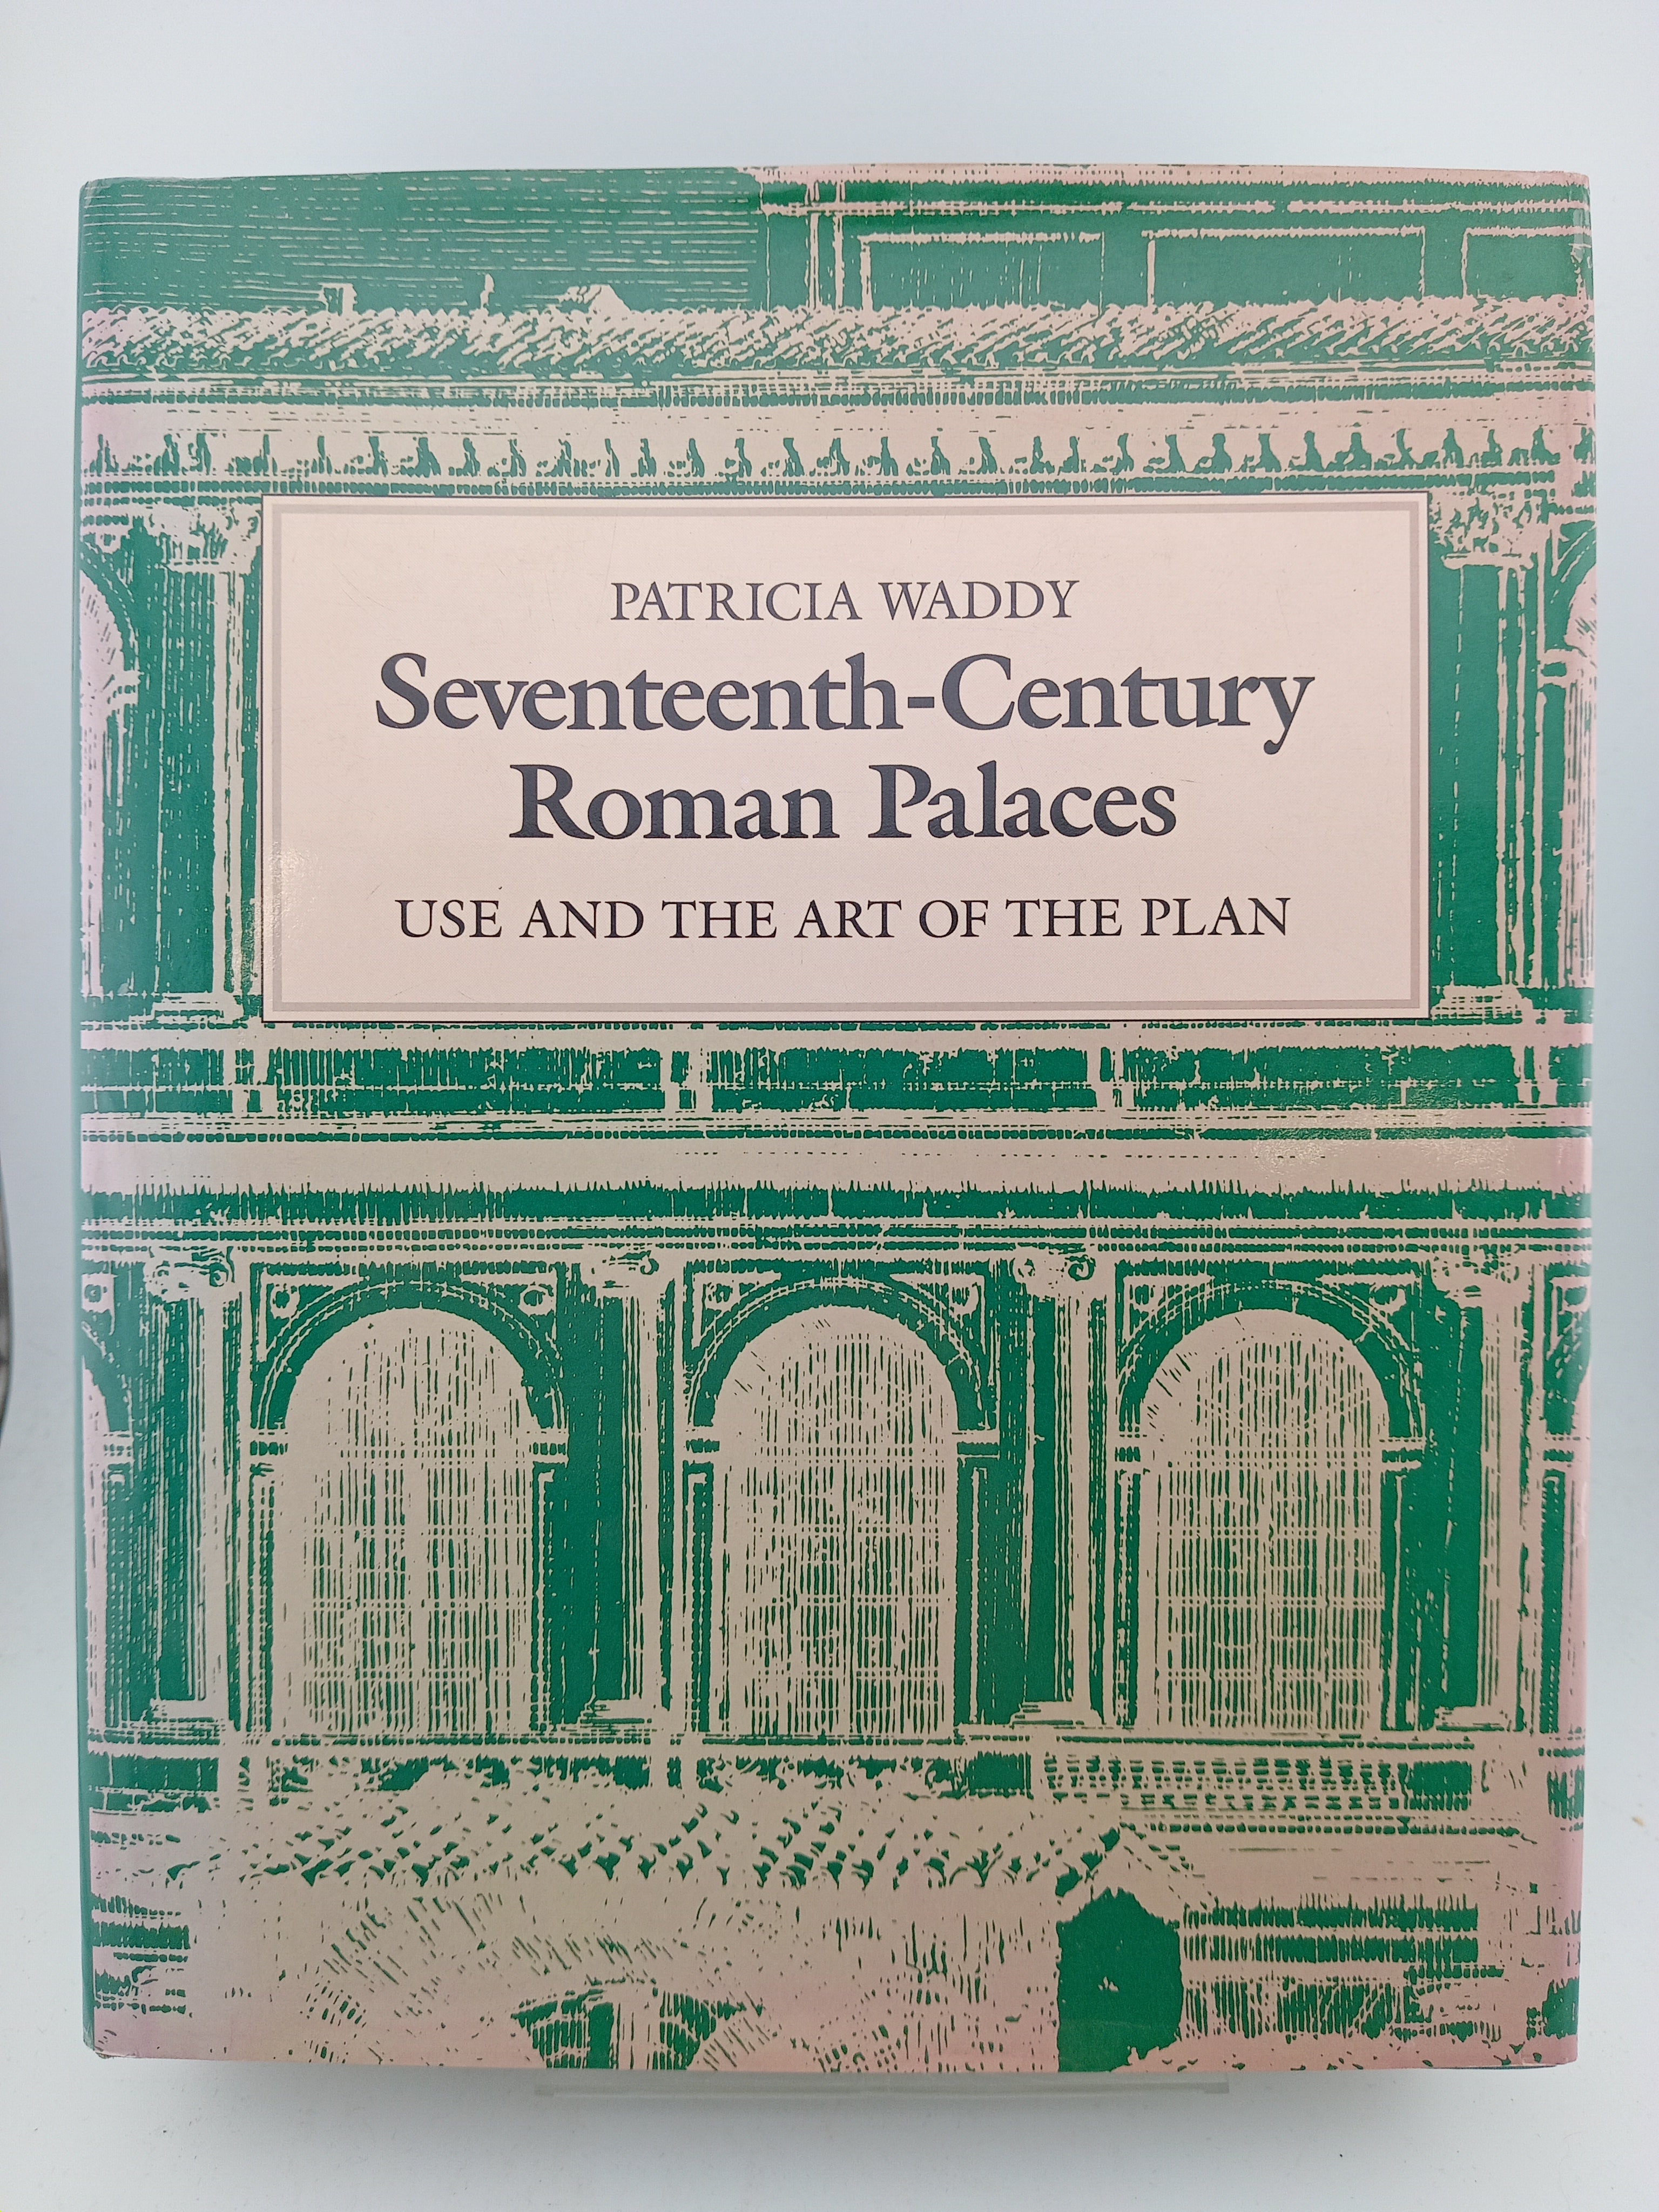 PATRICIA WADDY
Seventeenth-Century
Roman Palaces
USE AND THE ART OF THE PLAN